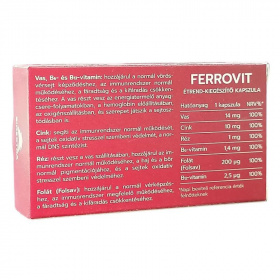 Vas, B₆- és B₁₂-vitamin: hozzájárul a normál vörös-
vérsejt képződéshez, az immunrendszer normál
működéséhez, a fáradtság és a kifáradás csökken-
téséhez. A vas részt vesz az energiatermelő anyag-
csere-folyamatokban, a hemoglobin előállításában,
az oxigénszállításban, és szerepet játszik a sejtosz-
tódásban is.
Cink: segíti az immunrendszer normál működését,
a sejtek oxidatív stresszel szembeni védelmét, a nor-
mál DNS szintézist.
Réz: részt vesz a vas szállításában, hozzájárul az im-
munrendszer normál működéséhez, a haj és a bőr
normál pigmentációjához, és a sejtek oxidatív
stresszel szembeni védelméhez.
Folát (Folsav): hozzájárul a normál vérképzés-
hez, az immunrendszer megfelelő működéséhez,
a fáradtság és a kifáradás csökkentéséhez.
FERROVIT
ÉTREND-KIEGÉSZÍTŐ KAPSZULA
Hatóanyag 1 kapszula NRV%*
Vas 14 mg 100%
Cink 10 mg 100%
Réz 1 mg 100%
B₆-vitamin 1,4 mg 100%
Folát 200 µg 100%
(Folsav)
B₁₂-vitamin 2,5 µg 100%
*Napi beviteli referencia érték
felnőtteknek